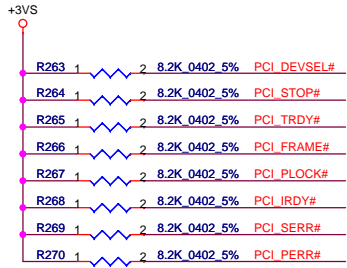 +3VS
R263 1 2 8.2K_0402_5% PCI_DEVSEL#
R264 1 2 8.2K_0402_5% PCI_STOP#
R265 1 2 8.2K_0402_5% PCI_TRDY#
R266 1 2 8.2K_0402_5% PCI_FRAME#
R267 1 2 8.2K_0402_5% PCI_PLOCK#
R268 1 2 8.2K_0402_5% PCI_IRDY#
R269 1 2 8.2K_0402_5% PCI_SERR#
R270 1 2 8.2K_0402_5% PCI_PERR#